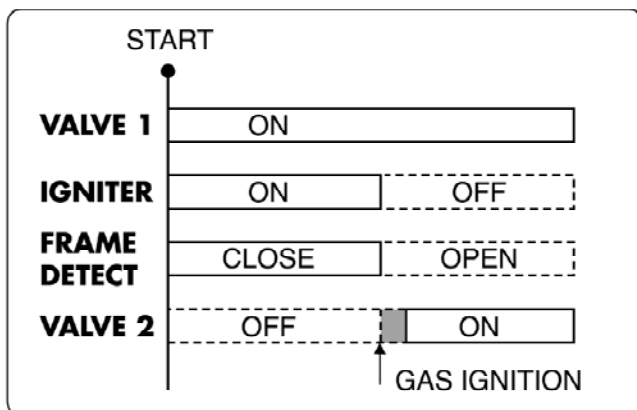 START
VALVE 1 ON
IGNITER ON OFF
FRAME
DETECT CLOSE OPEN
VALVE 2 OFF ON
GAS IGNITION